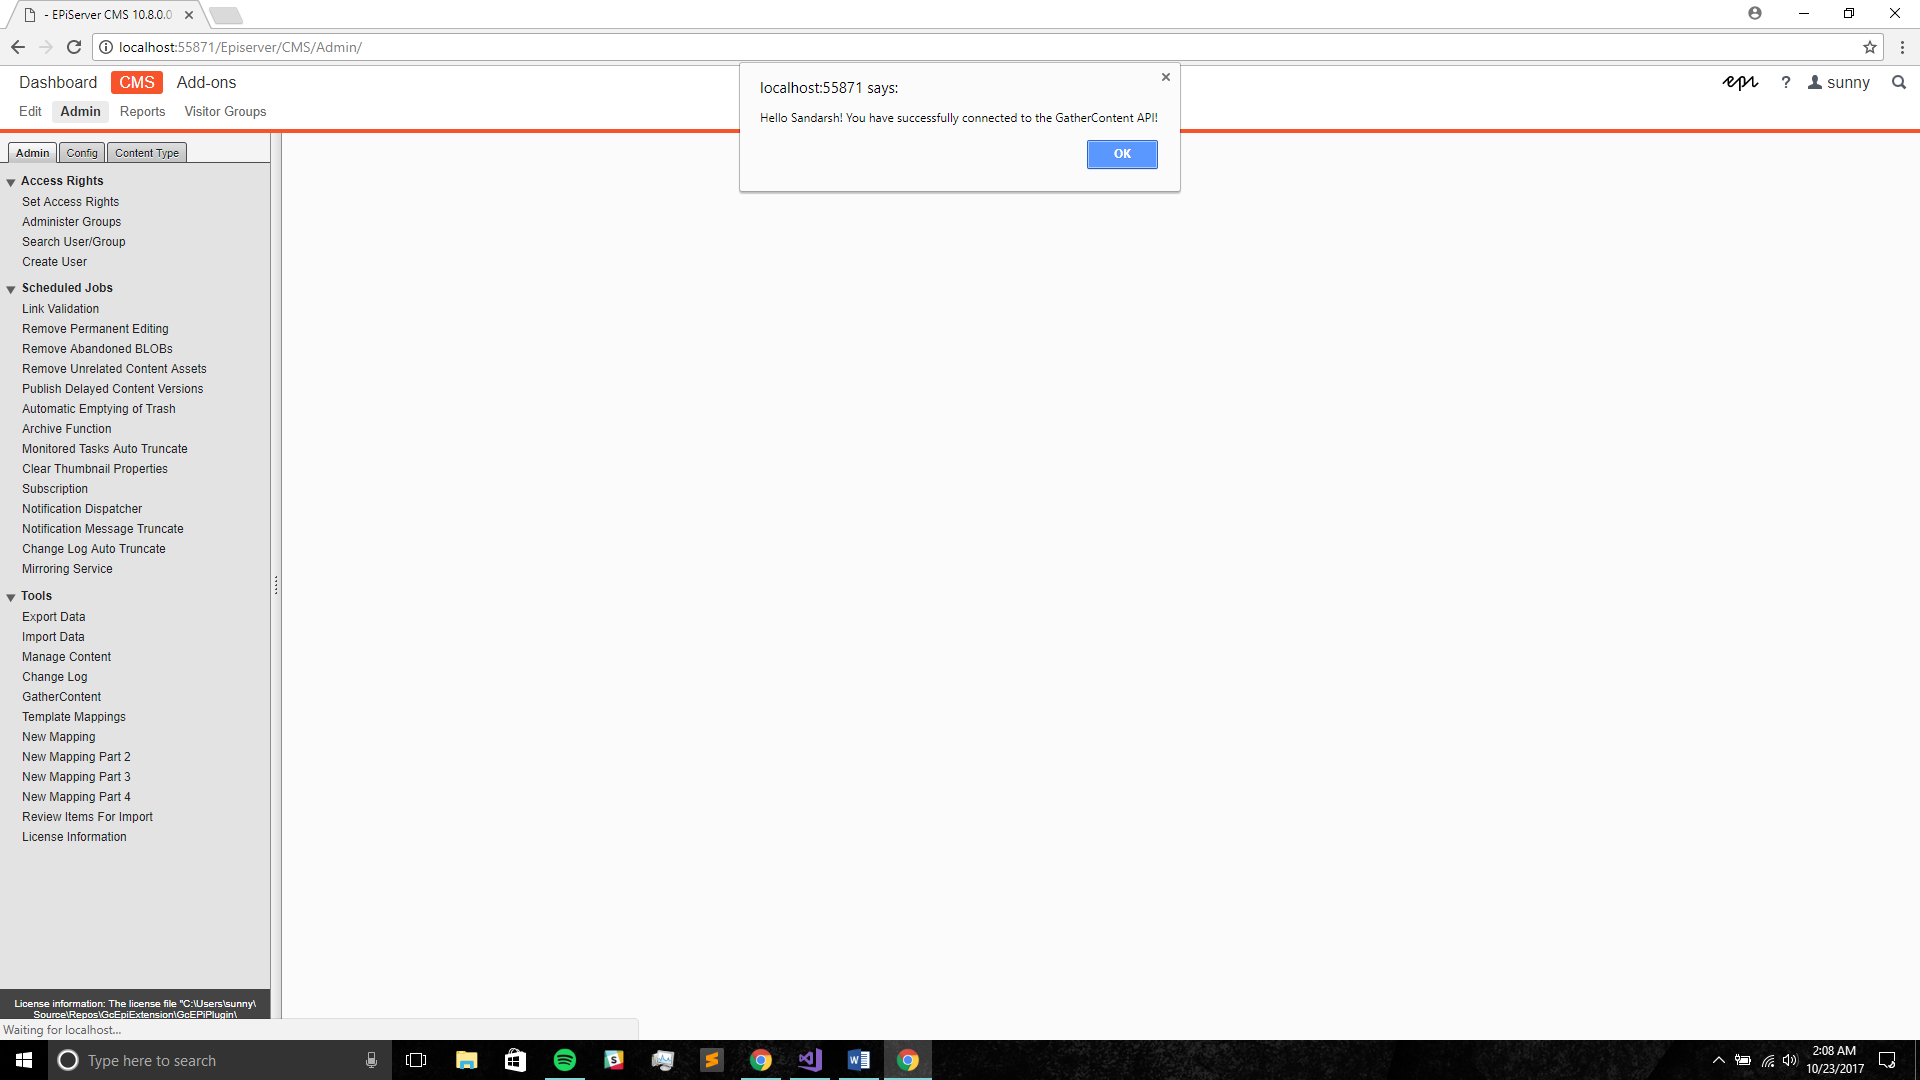 - EPiServer CMS 10.8.0.0
localhost:55871/Episerver/CMS/Admin/
Dashboard CMS Add-ons
epi ? sunny
Edit Admin Reports Visitor Groups
localhost:55871 says:
Hello Sandarsh! You have successfully connected to the GatherContent API!
OK
Admin Config Content Type
Access Rights
Set Access Rights
Administer Groups
Search User/Group
Create User
Scheduled Jobs
Link Validation
Remove Permanent Editing
Remove Abandoned BLOBs
Remove Unrelated Content Assets
Publish Delayed Content Versions
Automatic Emptying of Trash
Archive Function
Monitored Tasks Auto Truncate
Clear Thumbnail Properties
Subscription
Notification Dispatcher
Notification Message Truncate
Change Log Auto Truncate
Mirroring Service
Tools
Export Data
Import Data
Manage Content
Change Log
GatherContent
Template Mappings
New Mapping
New Mapping Part 2
New Mapping Part 3
New Mapping Part 4
Review Items For Import
License Information
License information: The license file "C:\Users\sunny\
Source\Repos\GcEpiExtension\GcEPiPlugin\
Waiting for localhost...
Type here to search
2:08 AM
10/23/2017